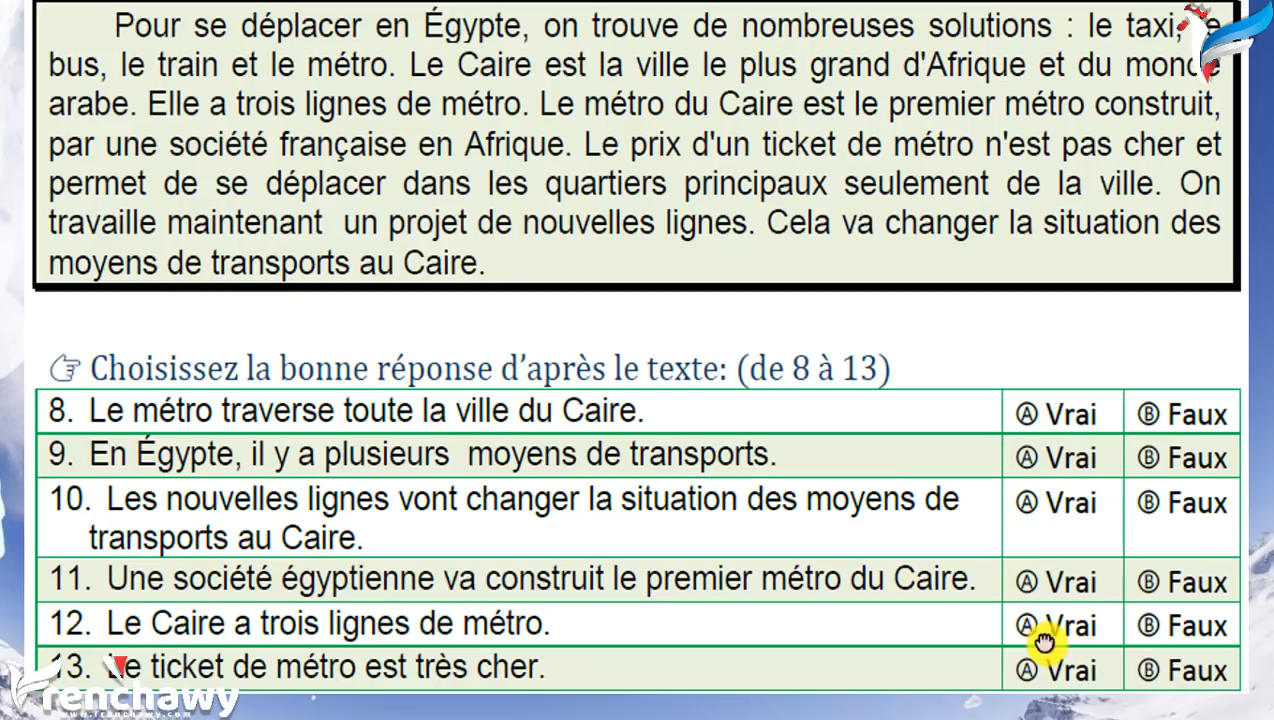 Pour se déplacer en Égypte, on trouve de nombreuses solutions : le taxi,
bus, le train et le métro. Le Caire est la ville le plus grand d'Afrique et du monde
arabe. Elle a trois lignes de métro. Le métro du Caire est le premier métro construit,
par une société française en Afrique. Le prix d'un ticket de métro n'est pas cher et
permet de se déplacer dans les quartiers principaux seulement de la ville. On
travaille maintenant un projet de nouvelles lignes. Cela va changer la situation des
moyens de transports au Caire.
☞ Choisissez la bonne réponse d'après le texte: (de 8 à 13)
8. Le métro traverse toute la ville du Caire. Ⓐ Vrai Ⓑ Faux
9. En Égypte, il y a plusieurs moyens de transports. Ⓐ Vrai Ⓑ Faux
10. Les nouvelles lignes vont changer la situation des moyens de Ⓐ Vrai Ⓑ Faux
transports au Caire.
11. Une société égyptienne va construit le premier métro du Caire. Ⓐ Vrai Ⓑ Faux
12. Le Caire a trois lignes de métro. Ⓐ Vrai Ⓑ Faux
13. Le ticket de métro est très cher. Ⓐ Vrai Ⓑ Faux
Frenchawy
www.frenchawy.com